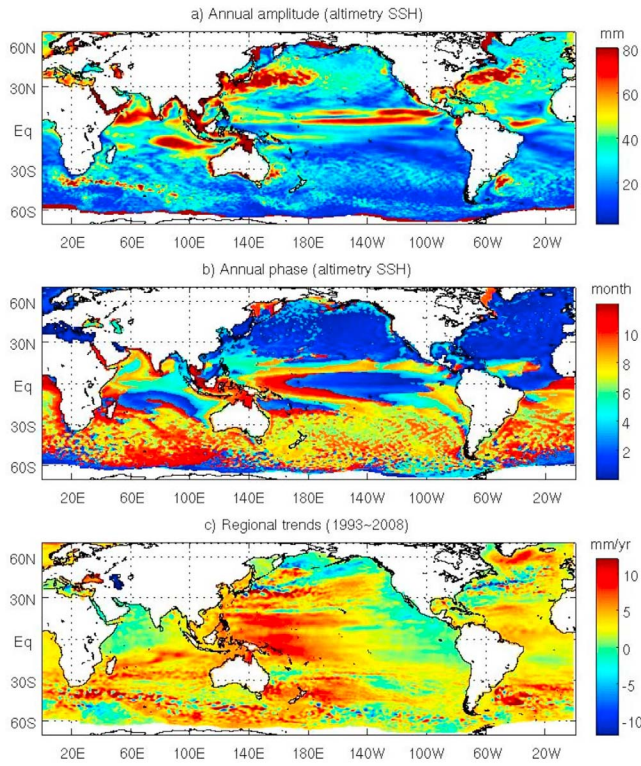 a) Annual amplitude (altimetry SSH)
mm
60N
30N
Eq
30S
60S
80
60
40
20
20E 60E 100E 140E 180E 140W 100W 60W 20W
b) Annual phase (altimetry SSH)
month
60N
30N
Eq
30S
60S
10
8
6
4
2
20E 60E 100E 140E 180E 140W 100W 60W 20W
c) Regional trends (1993~2008)
mm/yr
60N
30N
Eq
30S
60S
10
5
0
-5
-10
20E 60E 100E 140E 180E 140W 100W 60W 20W